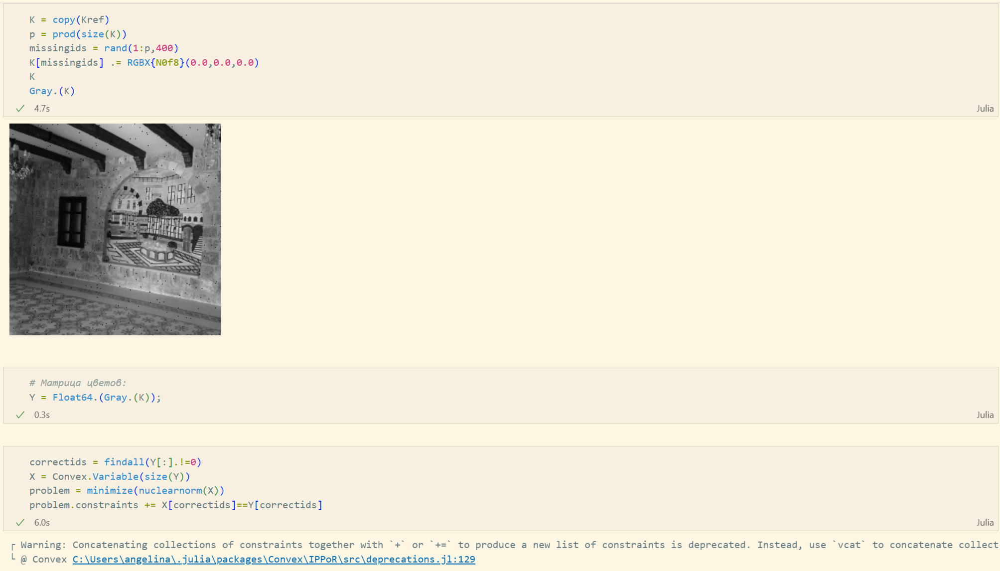 K = copy(Kref)
p = prod(size(K))
missingids = rand(1:p,400)
K[missingids] .= RGBX{N0f8}(0.0,0.0,0.0)
K
Gray.(K)
4.7s
Julia
# Матрица цветов:
Y = Float64.(Gray.(K));
0.3s
Julia
correctids = findall(Y[:].!=0)
X = Convex.Variable(size(Y))
problem = minimize(nuclearnorm(X))
problem.constraints += X[correctids]==Y[correctids]
6.0s
Julia
┌ Warning: Concatenating collections of constraints together with `+` or `+=` to produce a new list of constraints is deprecated. Instead, use `vcat` to concatenate collect
└ @ Convex C:\Users\angelina\.julia\packages\Convex\IPPoR\src\deprecations.jl:129